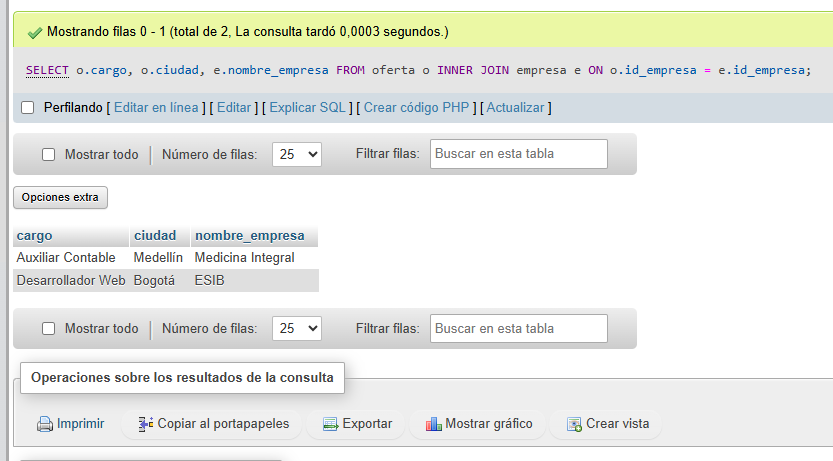 Mostrando filas 0 - 1 (total de 2, La consulta tardó 0,0003 segundos.)
SELECT o.cargo, o.ciudad, e.nombre_empresa FROM oferta o INNER JOIN empresa e ON o.id_empresa = e.id_empresa;
Perfilando [ Editar en línea ] [ Editar ] [ Explicar SQL ] [ Crear código PHP ] [ Actualizar ]
Mostrar todo | Número de filas: 25 Filtrar filas: Buscar en esta tabla
Opciones extra
cargo ciudad nombre_empresa
Auxiliar Contable Medellín Medicina Integral
Desarrollador Web Bogotá ESIB
Mostrar todo | Número de filas: 25 Filtrar filas: Buscar en esta tabla
Operaciones sobre los resultados de la consulta
Imprimir Copiar al portapapeles Exportar Mostrar gráfico Crear vista